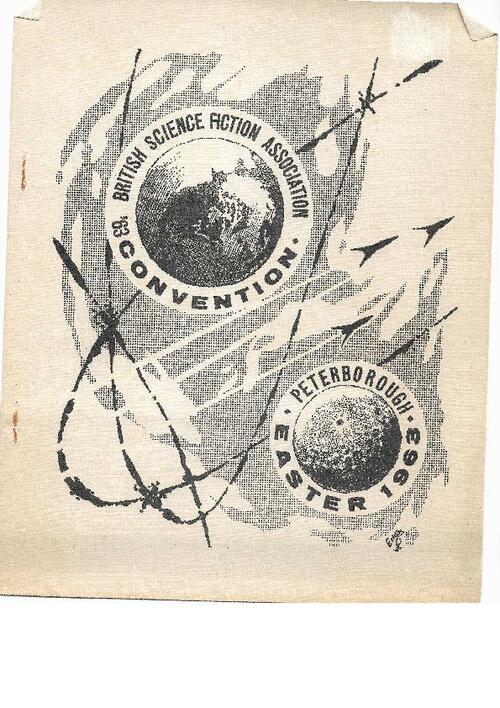 BRITISH SCIENCE FICTION ASSOCIATION
'63 CONVENTION.
· PETERBOROUGH ·
EASTER 1963